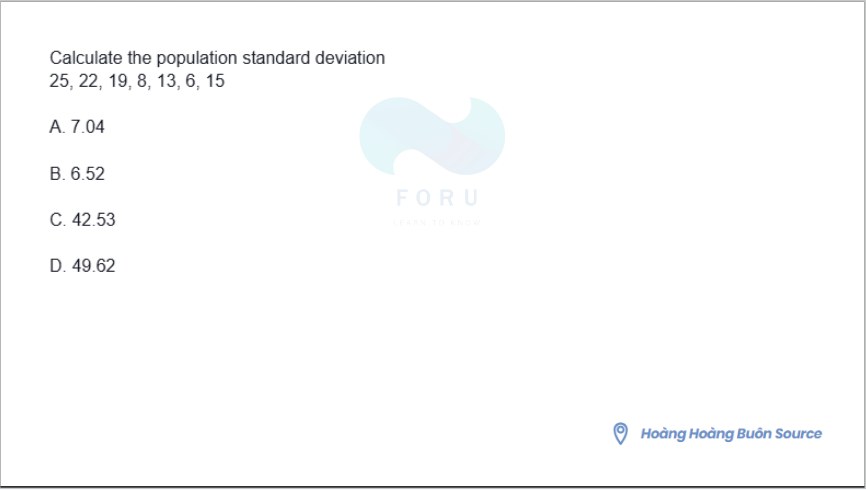 Calculate the population standard deviation
25, 22, 19, 8, 13, 6, 15
A. 7.04
B. 6.52
C. 42.53
D. 49.62
FORU
Hoàng Hoàng Buôn Source